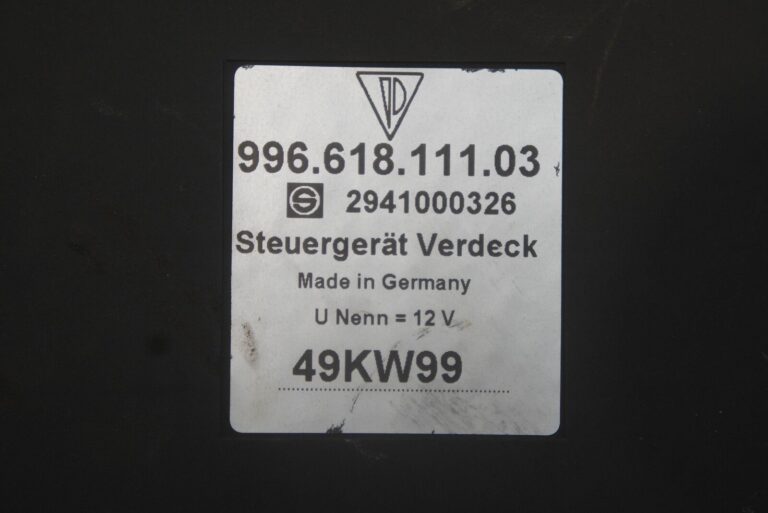 996.618.111.03
2941000326
Steuergerät Verdeck
Made in Germany
U Nenn = 12 V
49KW99